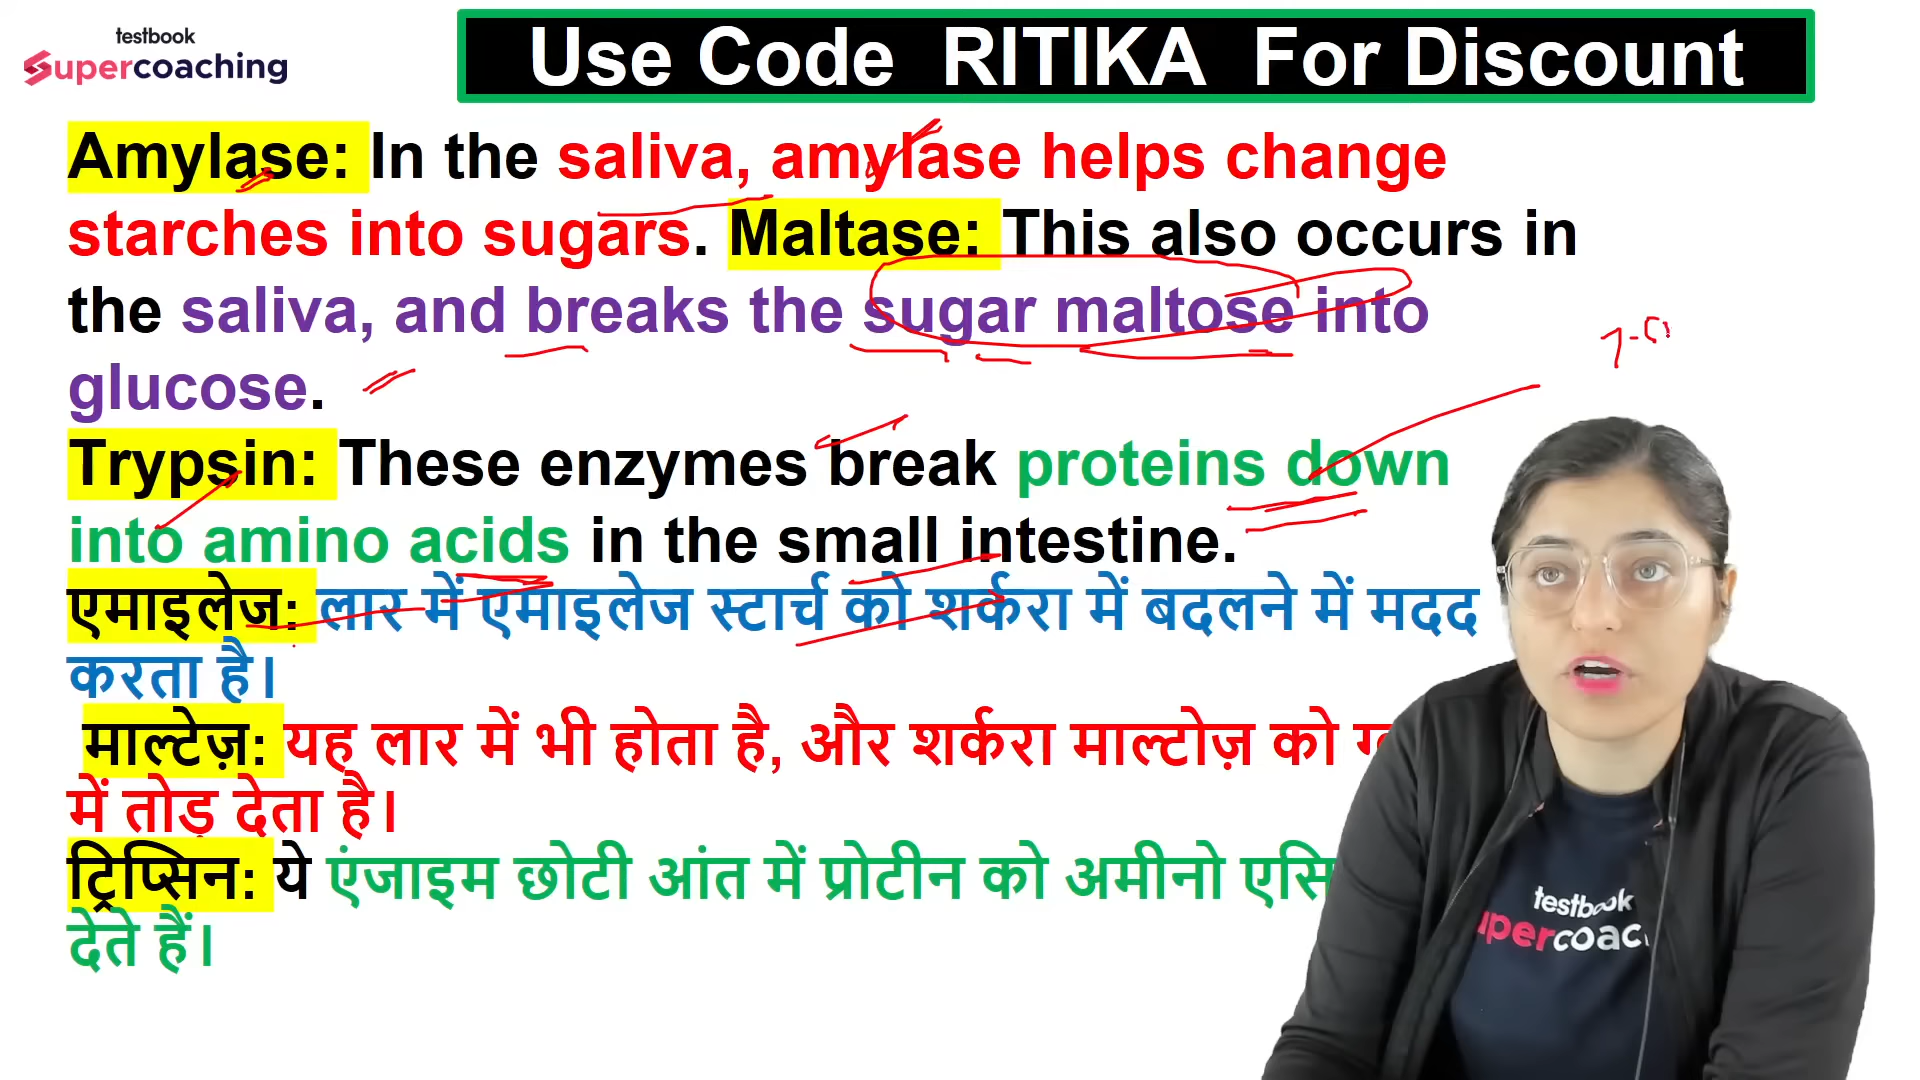 testbook
Supercoaching
Use Code RITIKA For Discount
Amylase: In the saliva, amylase helps change
starches into sugars. Maltase: This also occurs in
the saliva, and breaks the sugar maltose into
glucose.
Trypsin: These enzymes break proteins down
into amino acids in the small intestine.
एमाइलेज: लार में एमाइलेज स्टार्च को शर्करा में बदलने में मदद
करता है।
माल्टेज़: यह लार में भी होता है, और शर्करा माल्टोज़ को
में तोड़ देता है।
ट्रिप्सिन: ये एंजाइम छोटी आंत में प्रोटीन को अमीनो
देते हैं।
testbook